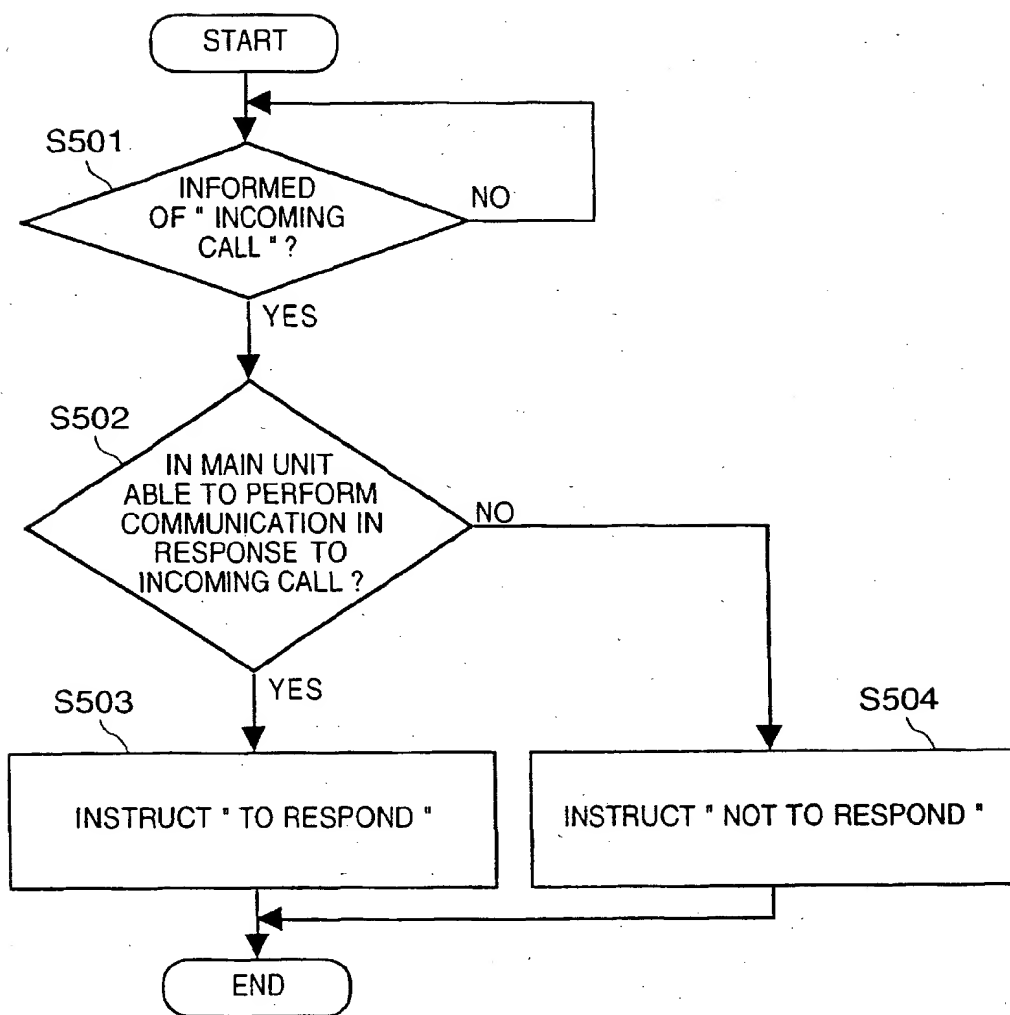 START
S501
INFORMED
OF " INCOMING
CALL " ?
NO
YES
S502
IN MAIN UNIT
ABLE TO PERFORM
COMMUNICATION IN
RESPONSE TO
INCOMING CALL ?
NO
YES
S503
S504
INSTRUCT " TO RESPOND "
INSTRUCT " NOT TO RESPOND "
END